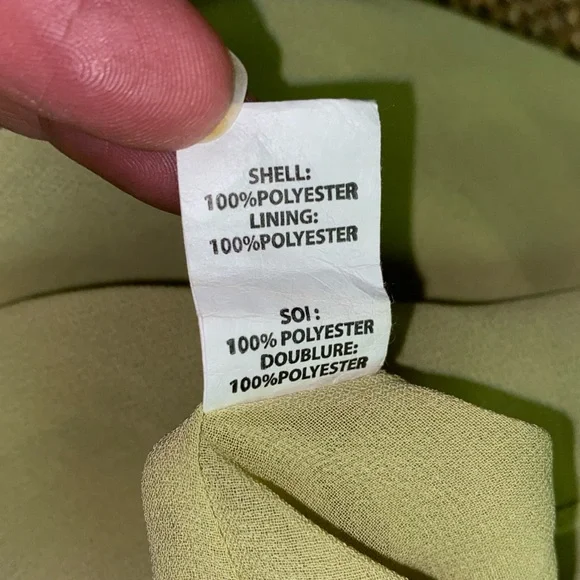 SHELL:
100%POLYESTER
LINING:
100%POLYESTER
SOI :
100% POLYESTER
DOUBLURE:
100%POLYESTER